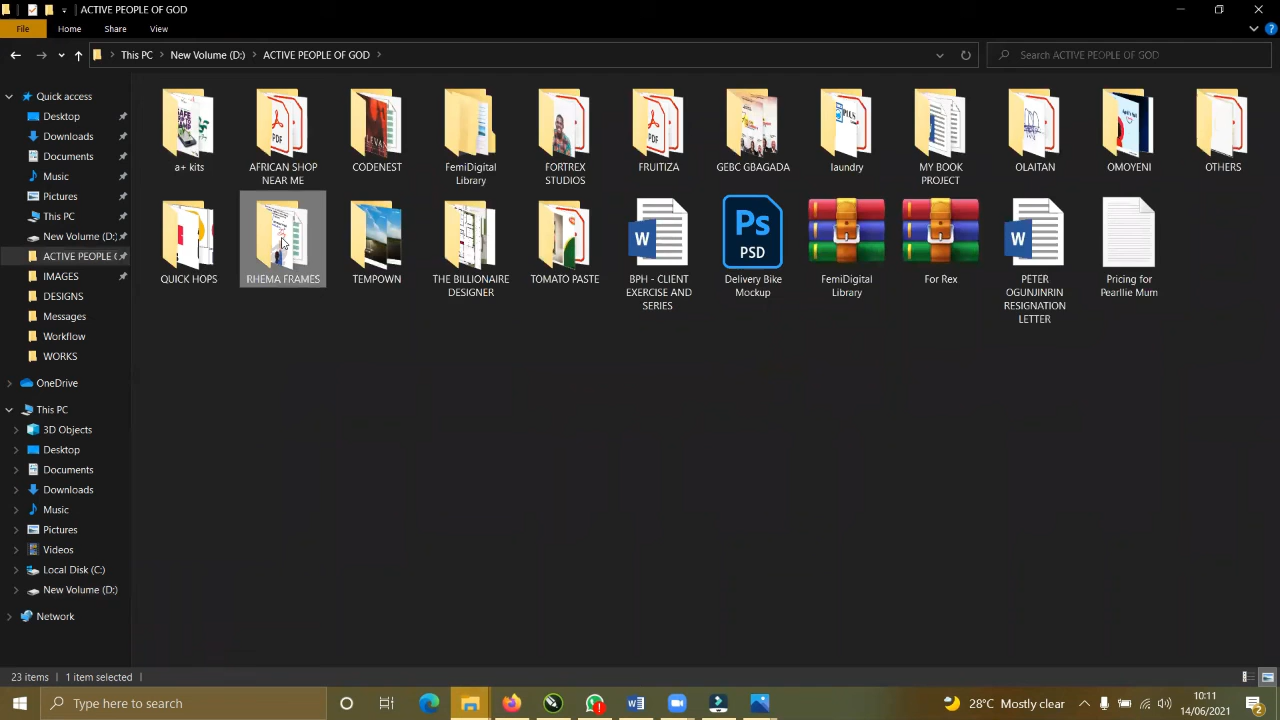 ACTIVE PEOPLE OF GOD
File
Home
Share
View
This PC
New Volume (D:)
ACTIVE PEOPLE OF GOD
Search ACTIVE PEOPLE OF GOD
Quick access
Desktop
Downloads
Documents
Music
Pictures
This PC
New Volume (D:)
ACTIVE PEOPLE (
IMAGES
DESIGNS
Messages
Workflow
WORKS
OneDrive
This PC
3D Objects
Desktop
Documents
Downloads
Music
Pictures
Videos
Local Disk (C:)
New Volume (D:)
Network
a+ kits
PDF
AFRICAN SHOP
NEAR ME
CODENEST
FemiDigital
Library
FORTREX
STUDIOS
PDF
FRUITIZA
GEBC GBAGADA
laundry
MY BOOK
PROJECT
OLAITAN
OMOYENI
OTHERS
QUICK HOPS
RHEMA FRAMES
TEMPOWN
THE BILLIONAIRE
DESIGNER
TOMATO PASTE
W
BPH - CLIENT
EXERCISE AND
SERIES
Ps
PSD
Delivery Bike
Mockup
FemiDigital
Library
For Rex
W
PETER
OGUNJINRIN
RESIGNATION
LETTER
Pricing for
Pearllie Mum
23 items
1 item selected
Type here to search
28°C Mostly clear
10:11
14/06/2021
2